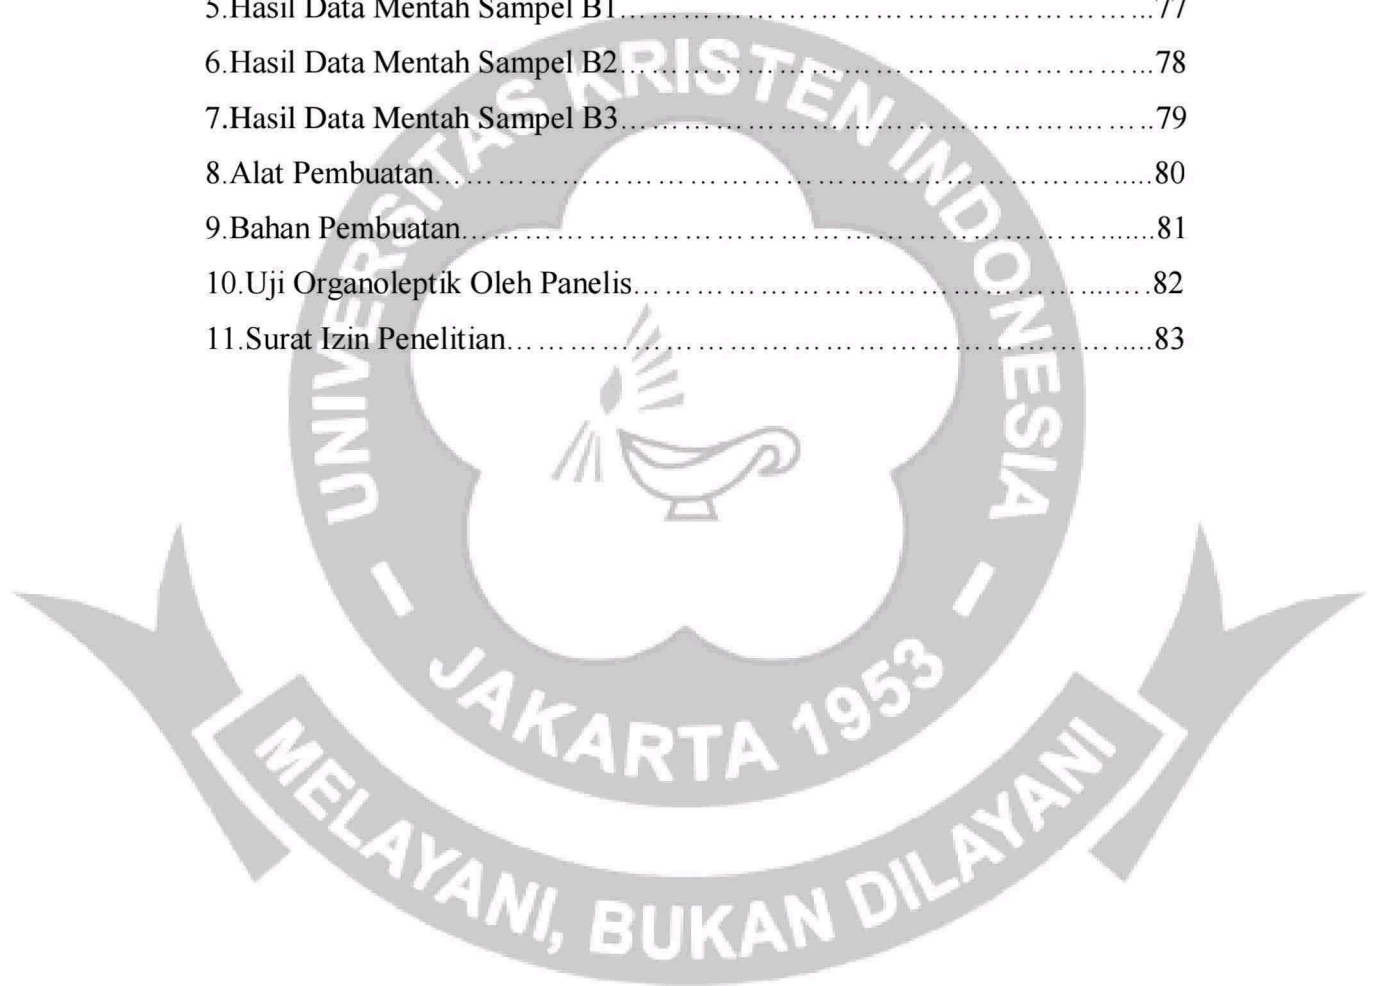 5.Hasil Data Mentah Sampel B1……………………………………………...77
6.Hasil Data Mentah Sampel B2……………………………………………...78
7.Hasil Data Mentah Sampel B3……………………………………….…….79
8.Alat Pembuatan……………………………………………………….…....80
9.Bahan Pembuatan……………………………………………………….......81
10.Uji Organoleptik Oleh Panelis……………………………………….....….82
11.Surat Izin Penelitian……………………………………………………......83
UNIVERSITAS KRISTEN INDONESIA
JAKARTA 1953
MELAYANI, BUKAN DILAYANI